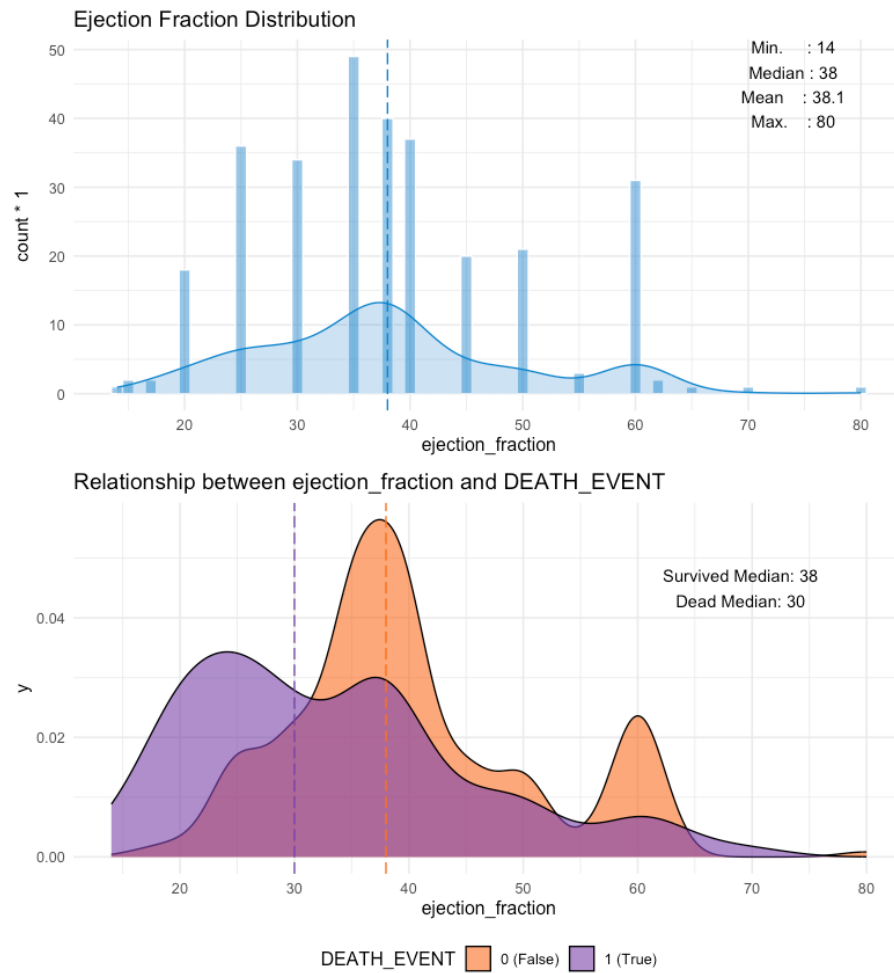 Ejection Fraction Distribution
50
40
30
20
10
0
count * 1
Min. : 14
Median : 38
Mean : 38.1
Max. : 80
20 30 40 50 60 70 80
ejection_fraction
Relationship between ejection_fraction and DEATH_EVENT
0.04
0.02
0.00
y
Survived Median: 38
Dead Median: 30
20 30 40 50 60 70 80
ejection_fraction
DEATH_EVENT 0 (False) 1 (True)